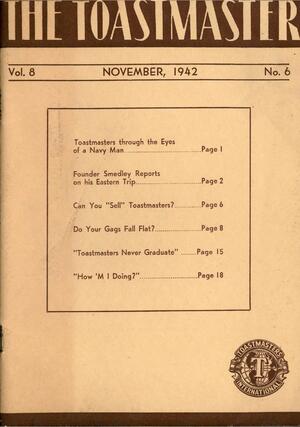 THE TOASTMASTER
Vol. 8 NOVEMBER, 1942 No. 6
Toastmasters through the Eyes
of a Navy Man..........................Page 1
Founder Smedley Reports
on his Eastern Trip.......................Page 2
Can You "Sell" Toastmasters?.........Page 6
Do Your Gags Fall Flat?................Page 8
"Toastmasters Never Graduate" ......Page 15
"How 'M I Doing?"....................Page 18
TOASTMASTERS
T
INTERNATIONAL